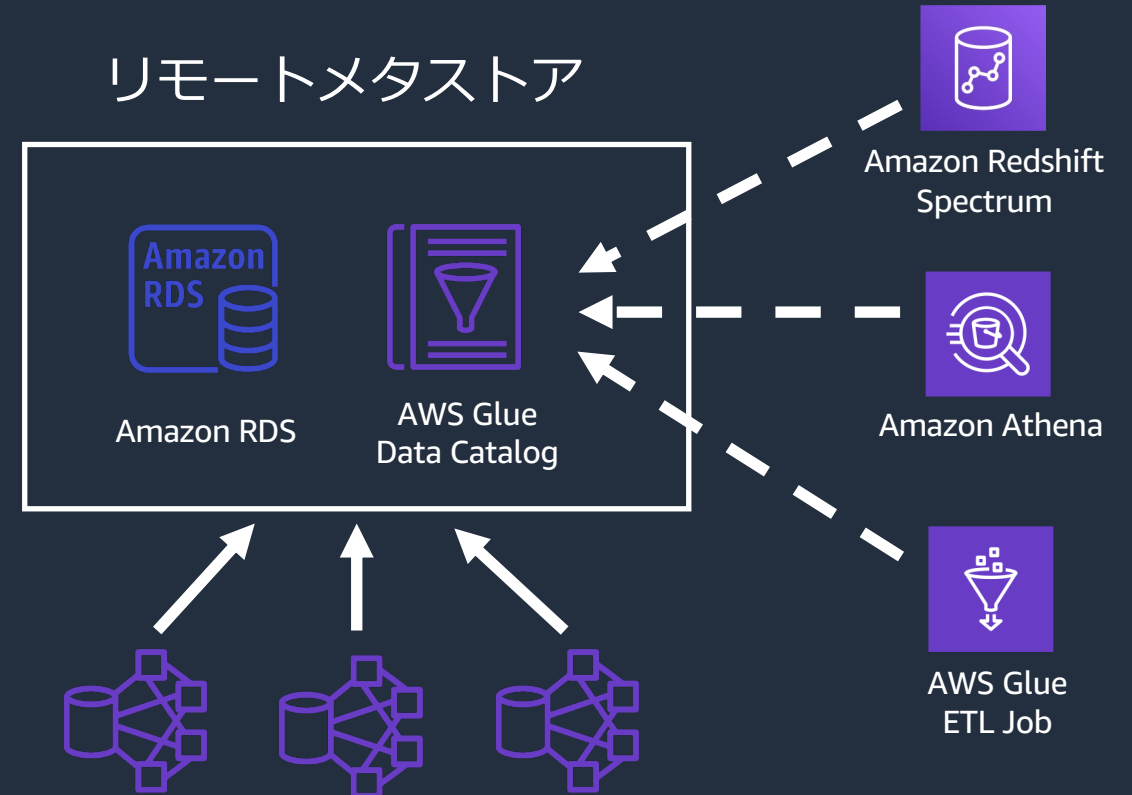 リモートメタストア
Amazon
RDS
Amazon RDS
AWS Glue
Data Catalog
Amazon Redshift
Spectrum
Amazon Athena
AWS Glue
ETL Job